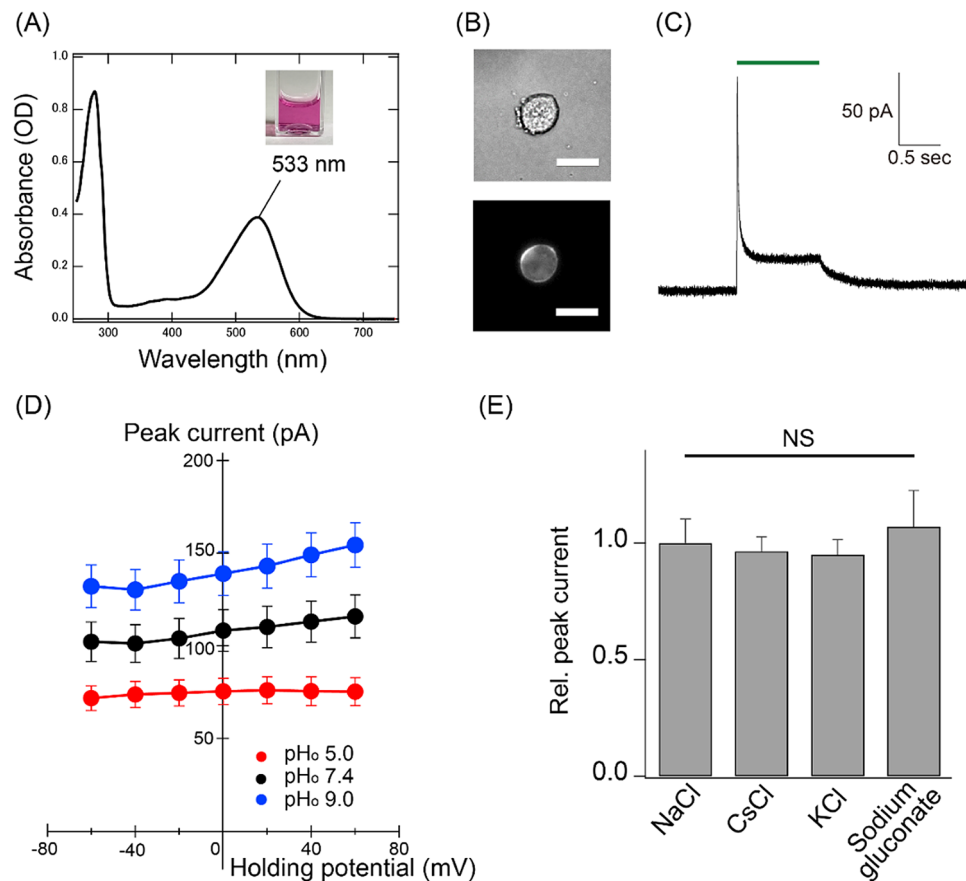 (A)
1.0
0.8
0.6
0.4
0.2
0.0
Absorbance (OD)
533 nm
300 400 500 600 700
Wavelength (nm)
(B)
(C)
50 pA
0.5 sec
(D)
Peak current (pA)
200
150
100
50
pHₒ 5.0
pHₒ 7.4
pHₒ 9.0
-80 -40 0 40 80
Holding potential (mV)
(E)
NS
1.0
0.5
0.0
Rel. peak current
NaCl
CsCl
KCl
Sodium
gluconate